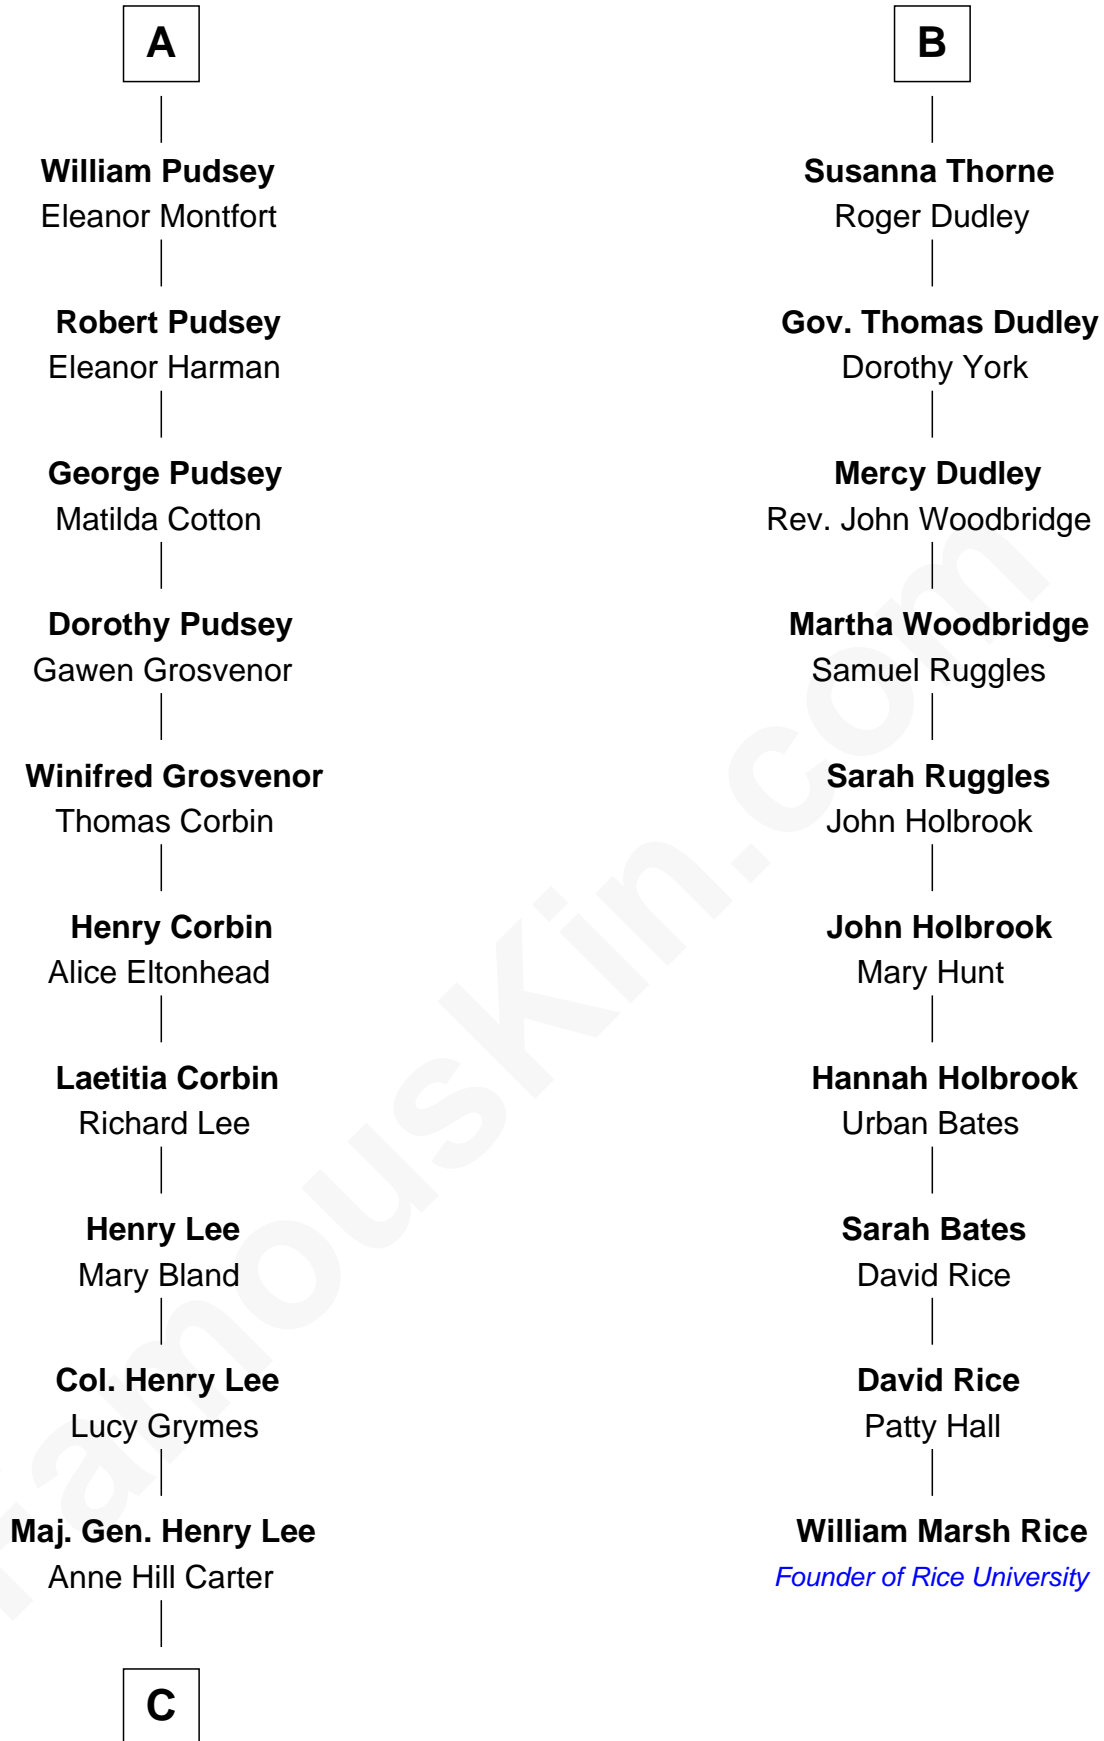 A
William Pudsey
Eleanor Montfort
Robert Pudsey
Eleanor Harman
George Pudsey
Matilda Cotton
Dorothy Pudsey
Gawen Grosvenor
Winifred Grosvenor
Thomas Corbin
Henry Corbin
Alice Eltonhead
Laetitia Corbin
Richard Lee
Henry Lee
Mary Bland
Col. Henry Lee
Lucy Grymes
Maj. Gen. Henry Lee
Anne Hill Carter
C
B
Susanna Thorne
Roger Dudley
Gov. Thomas Dudley
Dorothy York
Mercy Dudley
Rev. John Woodbridge
Martha Woodbridge
Samuel Ruggles
Sarah Ruggles
John Holbrook
John Holbrook
Mary Hunt
Hannah Holbrook
Urban Bates
Sarah Bates
David Rice
David Rice
Patty Hall
William Marsh Rice
Founder of Rice University
FamousKin.com